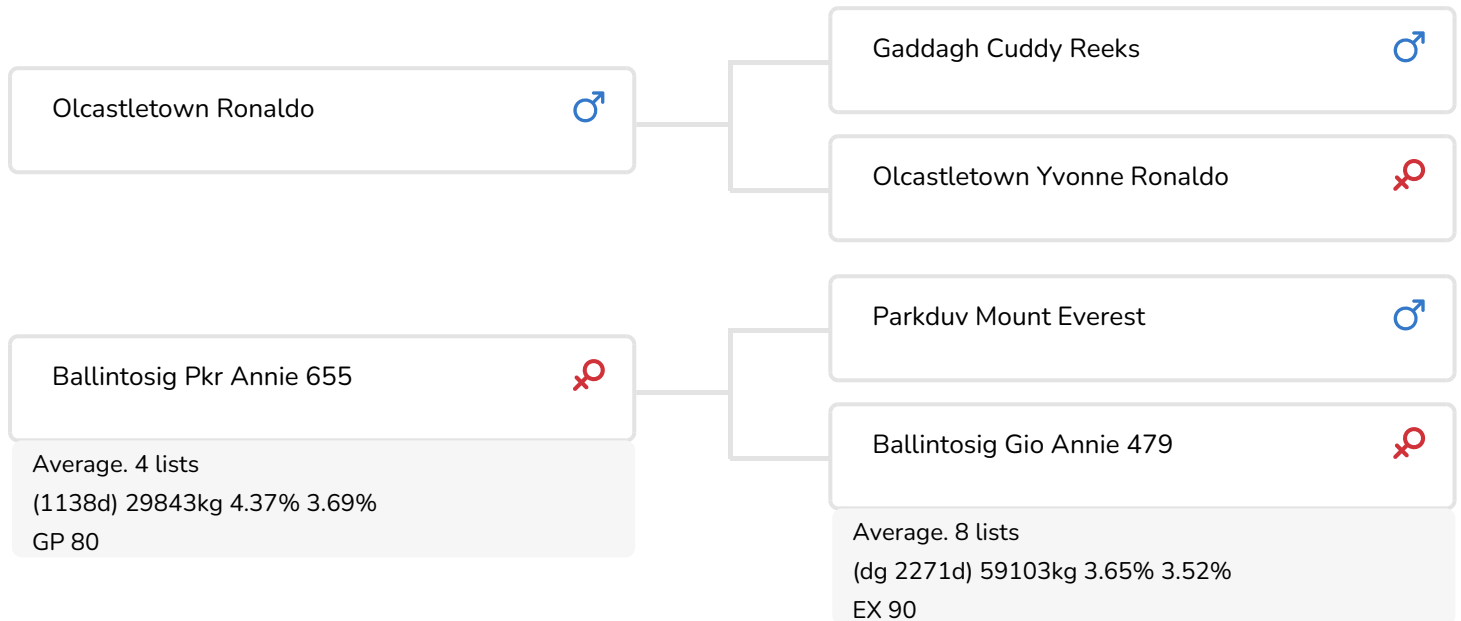 Gaddagh Cuddy Reeks
Olcastletown Ronaldo
Olcastletown Yvonne Ronaldo
Parkduv Mount Everest
Ballintosig Pkr Annie 655
Average. 4 lists
(1138d) 29843kg 4.37% 3.69%
GP 80
Ballintosig Gio Annie 479
Average. 8 lists
(dg 2271d) 59103kg 3.65% 3.52%
EX 90